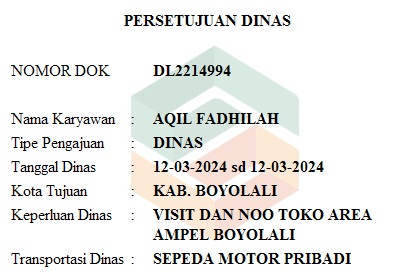 PERSETUJUAN DINAS
NOMOR DOK DL2214994
Nama Karyawan : AQIL FADHILAH
Tipe Pengajuan : DINAS
Tanggal Dinas : 12-03-2024 sd 12-03-2024
Kota Tujuan : KAB. BOYOLALI
Keperluan Dinas : VISIT DAN NOO TOKO AREA
AMPEL BOYOLALI
Transportasi Dinas : SEPEDA MOTOR PRIBADI